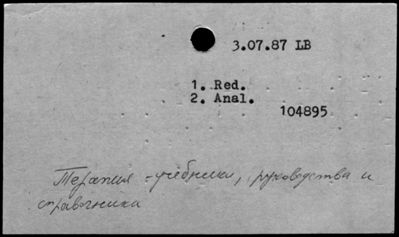 3.07.87 LB
1. Red.
2. Anal.
104895
Терапия - учебники, руководства и
справочники